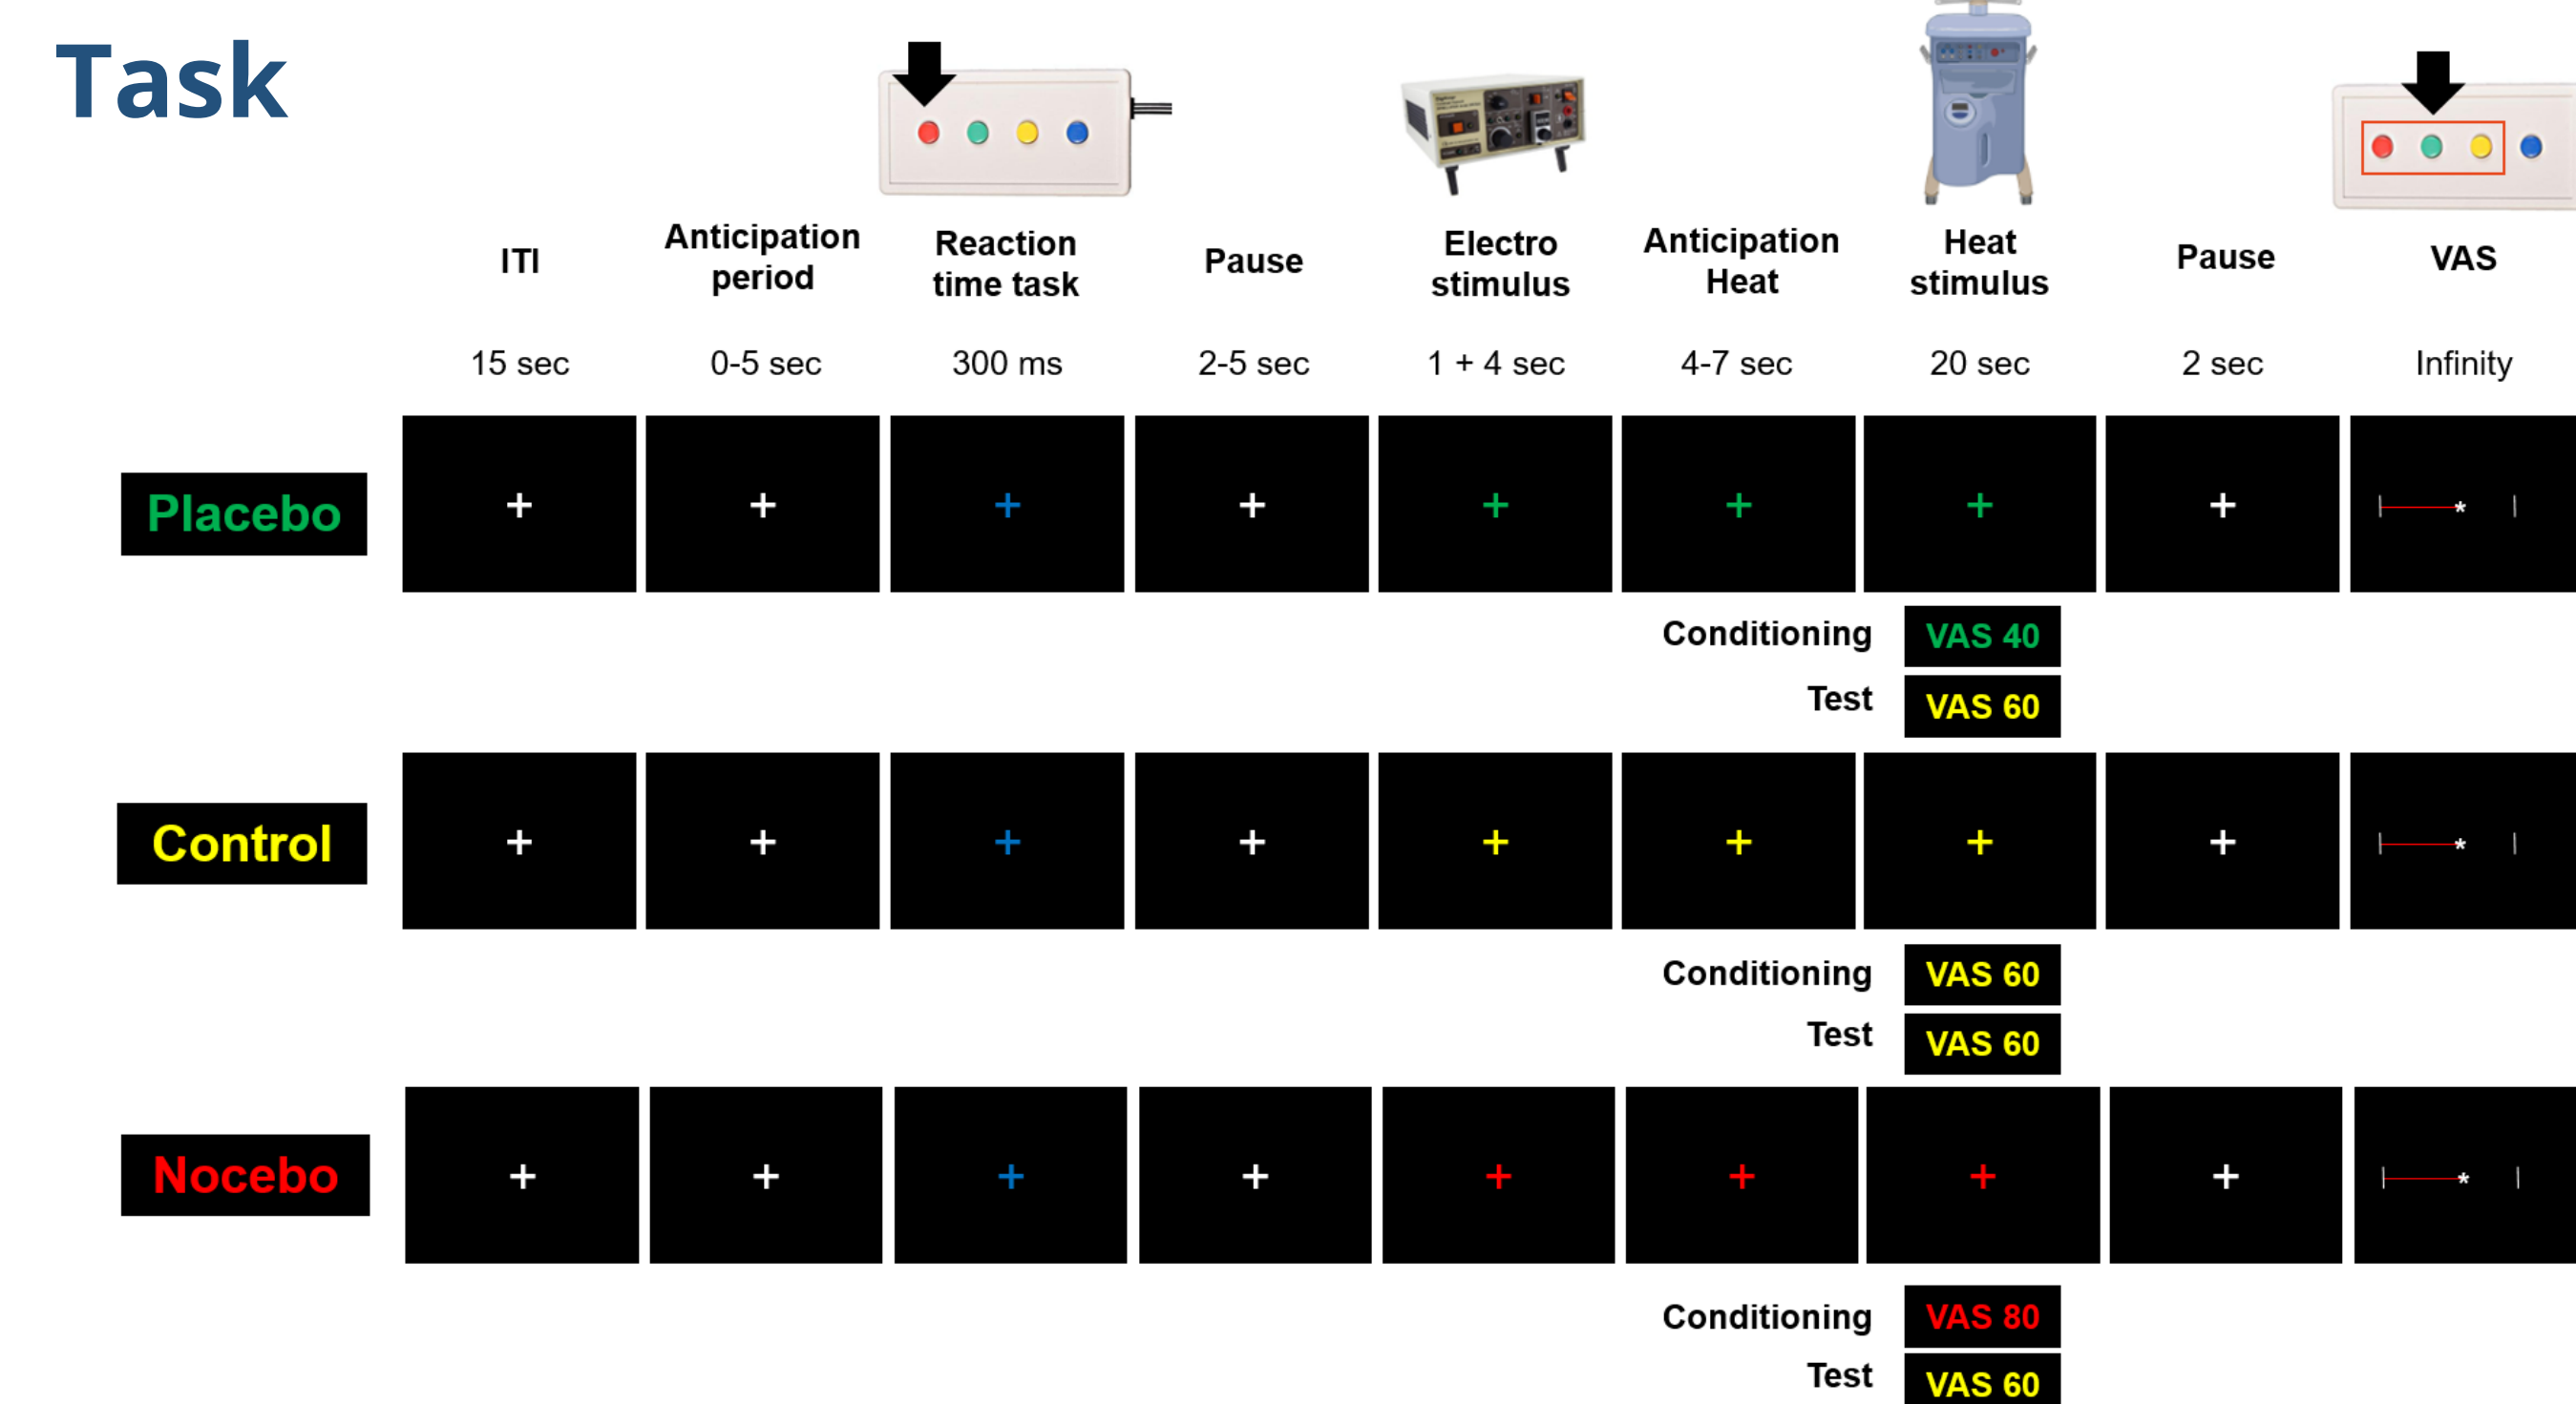 Task
ITI
Anticipation
period
Reaction
time task
Pause
Electro
stimulus
Anticipation
Heat
Heat
stimulus
Pause
VAS
15 sec
0-5 sec
300 ms
2-5 sec
1 + 4 sec
4-7 sec
20 sec
2 sec
Infinity
Placebo
Conditioning VAS 40
Test VAS 60
Control
Conditioning VAS 60
Test VAS 60
Nocebo
Conditioning VAS 80
Test VAS 60